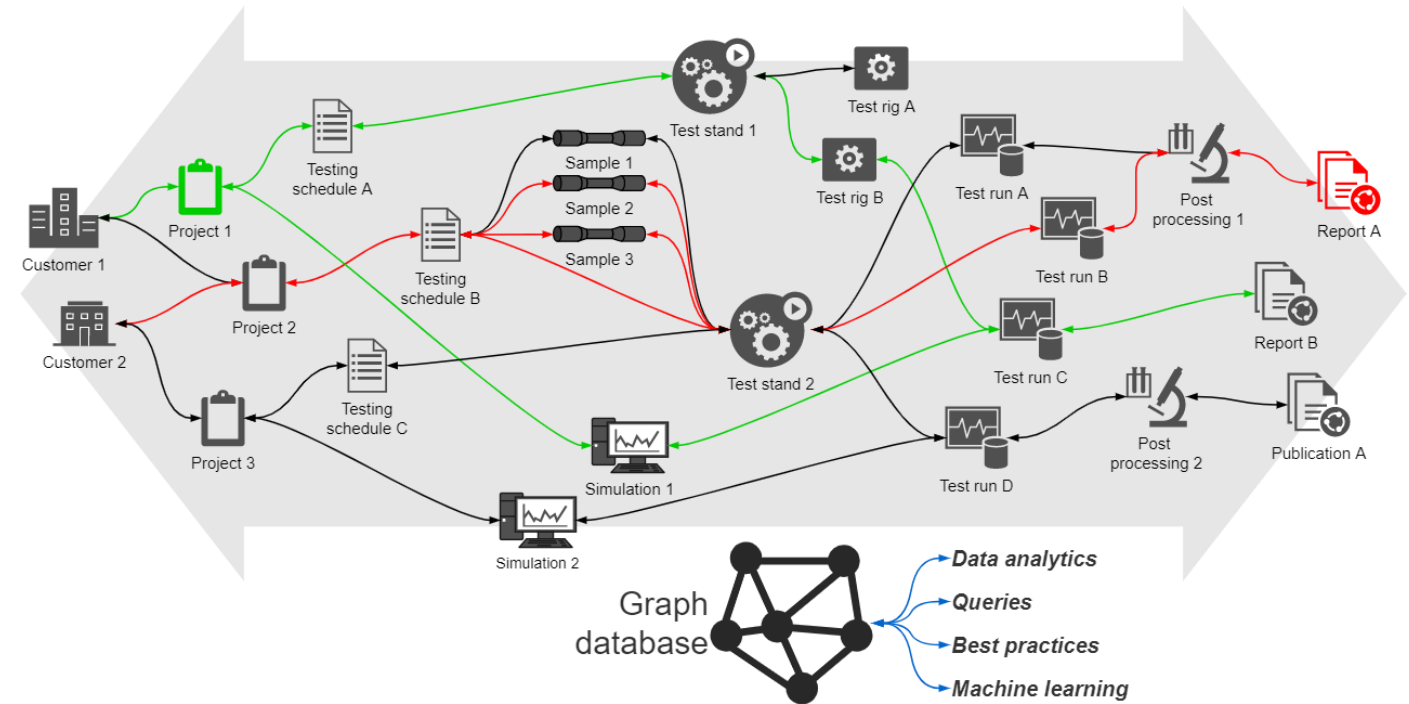 Test stand 1
Test rig A
Testing
schedule A
Sample 1
Sample 2
Sample 3
Test rig B
Test run A
Post
processing 1
Report A
Customer 1
Project 1
Testing
schedule B
Test run B
Project 2
Customer 2
Test stand 2
Test run C
Report B
Testing
schedule C
Project 3
Simulation 1
Test run D
Post
processing 2
Publication A
Simulation 2
Graph
database
Data analytics
Queries
Best practices
Machine learning